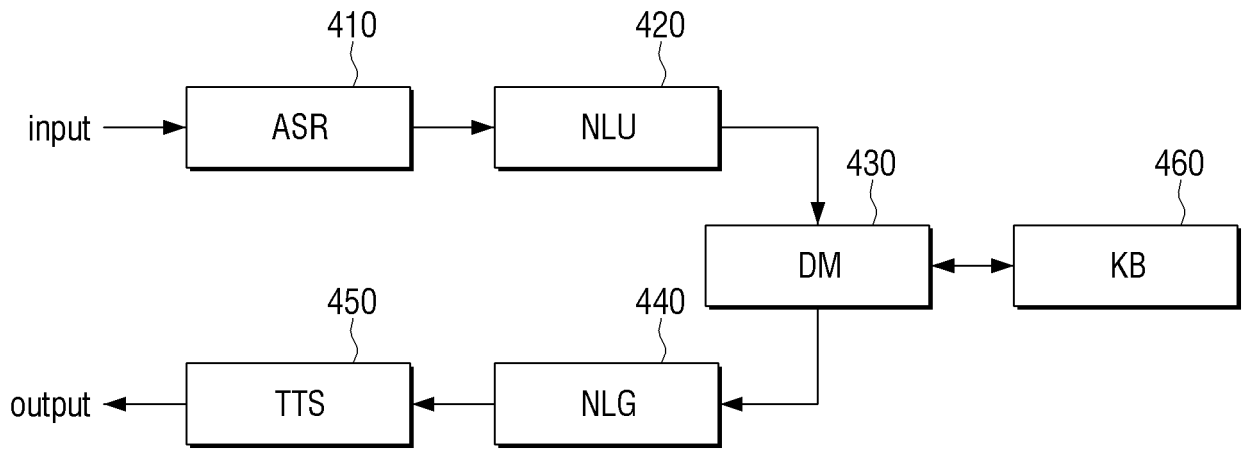 410
420
input
ASR
NLU
430
460
DM
KB
450
440
output
TTS
NLG